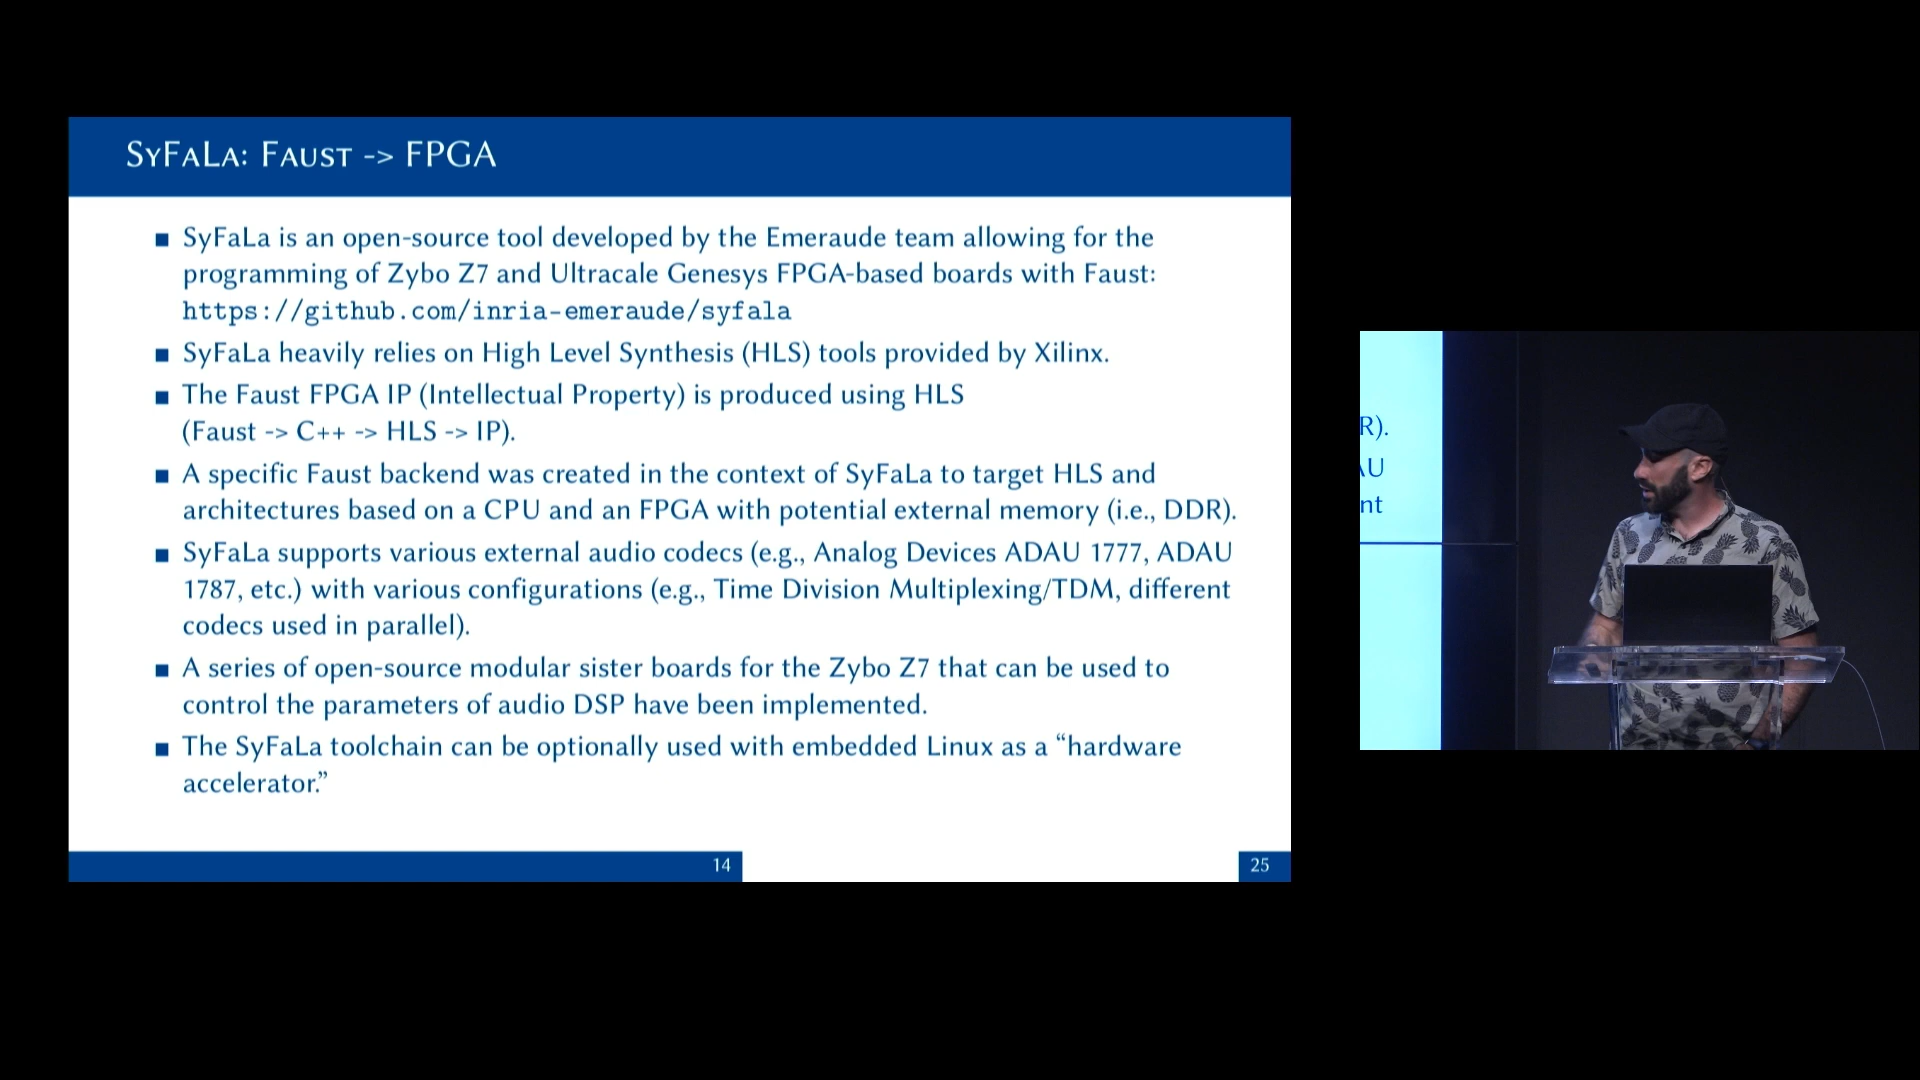 SyFaLa: Faust -> FPGA
■ SyFaLa is an open-source tool developed by the Emeraude team allowing for the
programming of Zybo Z7 and Ultracale Genesys FPGA-based boards with Faust:
https://github.com/inria-emeraude/syfala
■ SyFaLa heavily relies on High Level Synthesis (HLS) tools provided by Xilinx.
■ The Faust FPGA IP (Intellectual Property) is produced using HLS
(Faust -> C++ -> HLS -> IP).
■ A specific Faust backend was created in the context of SyFaLa to target HLS and
architectures based on a CPU and an FPGA with potential external memory (i.e., DDR).
■ SyFaLa supports various external audio codecs (e.g., Analog Devices ADAU 1777, ADAU
1787, etc.) with various configurations (e.g., Time Division Multiplexing/TDM, different
codecs used in parallel).
■ A series of open-source modular sister boards for the Zybo Z7 that can be used to
control the parameters of audio DSP have been implemented.
■ The SyFaLa toolchain can be optionally used with embedded Linux as a “hardware
accelerator.”
14
25
R).
AU
nt